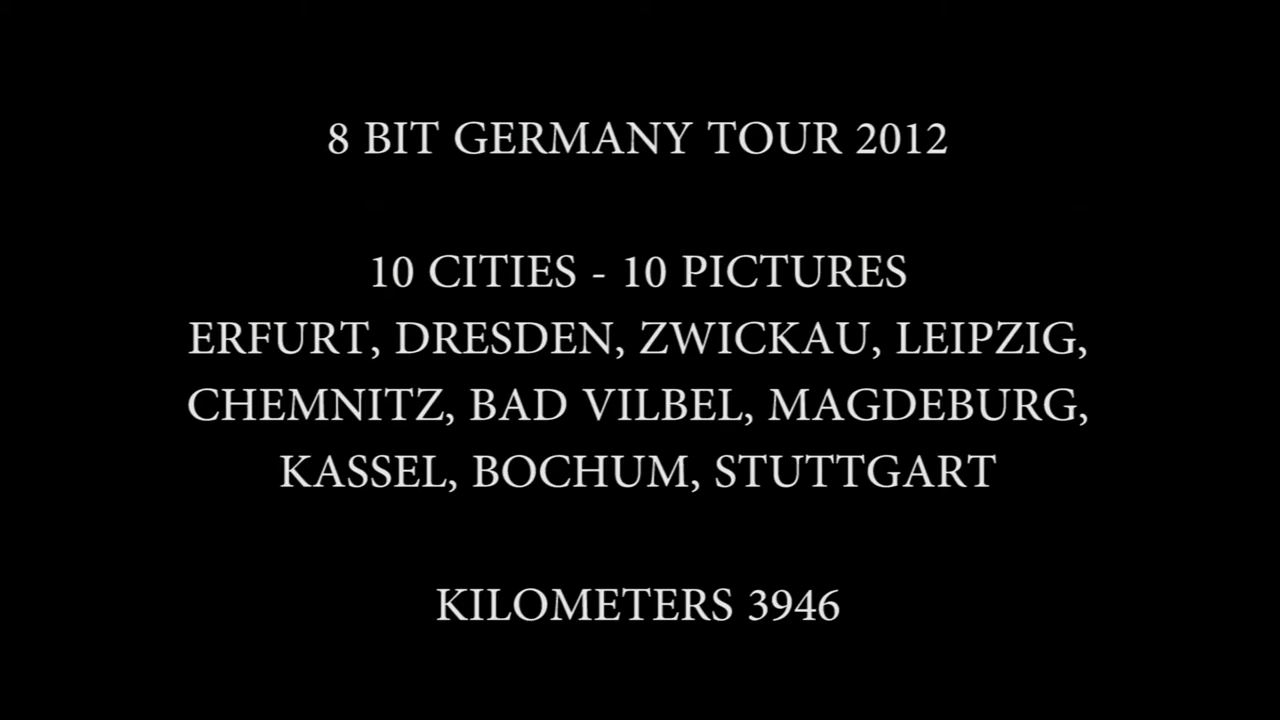 8 BIT GERMANY TOUR 2012
10 CITIES - 10 PICTURES
ERFURT, DRESDEN, ZWICKAU, LEIPZIG,
CHEMNITZ, BAD VILBEL, MAGDEBURG,
KASSEL, BOCHUM, STUTTGART
KILOMETERS 3946